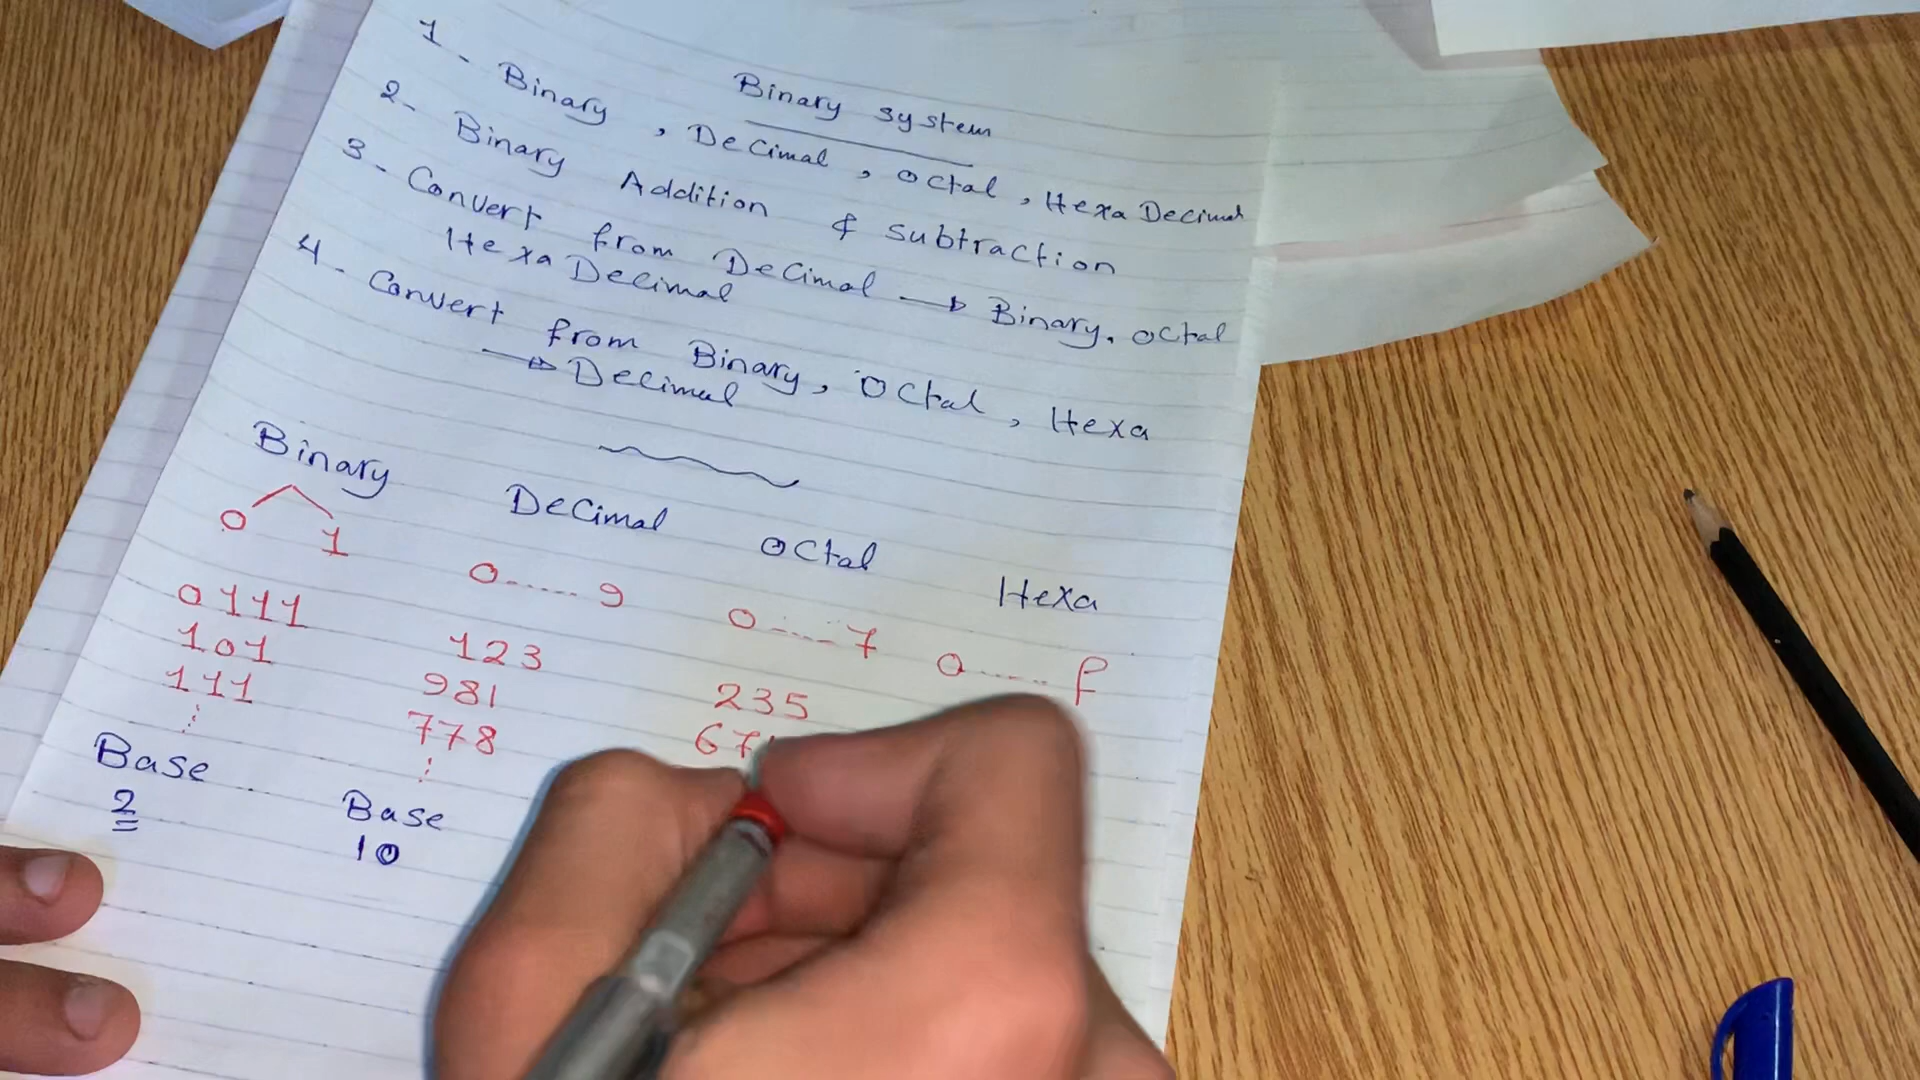 Binary system
1 - Binary , Decimal , octal , Hexa Decimal
2- Binary Addition & subtraction
3 - Convert from Decimal → Binary. octal
Hexa Decimal
4 - Convert from Binary, Octal , Hexa
→ Decimal
Binary Decimal octal Hexa
0 1 0.....9 0.....7 0.....f
0111 123 235
101 981
111 778
Base Base
2 10